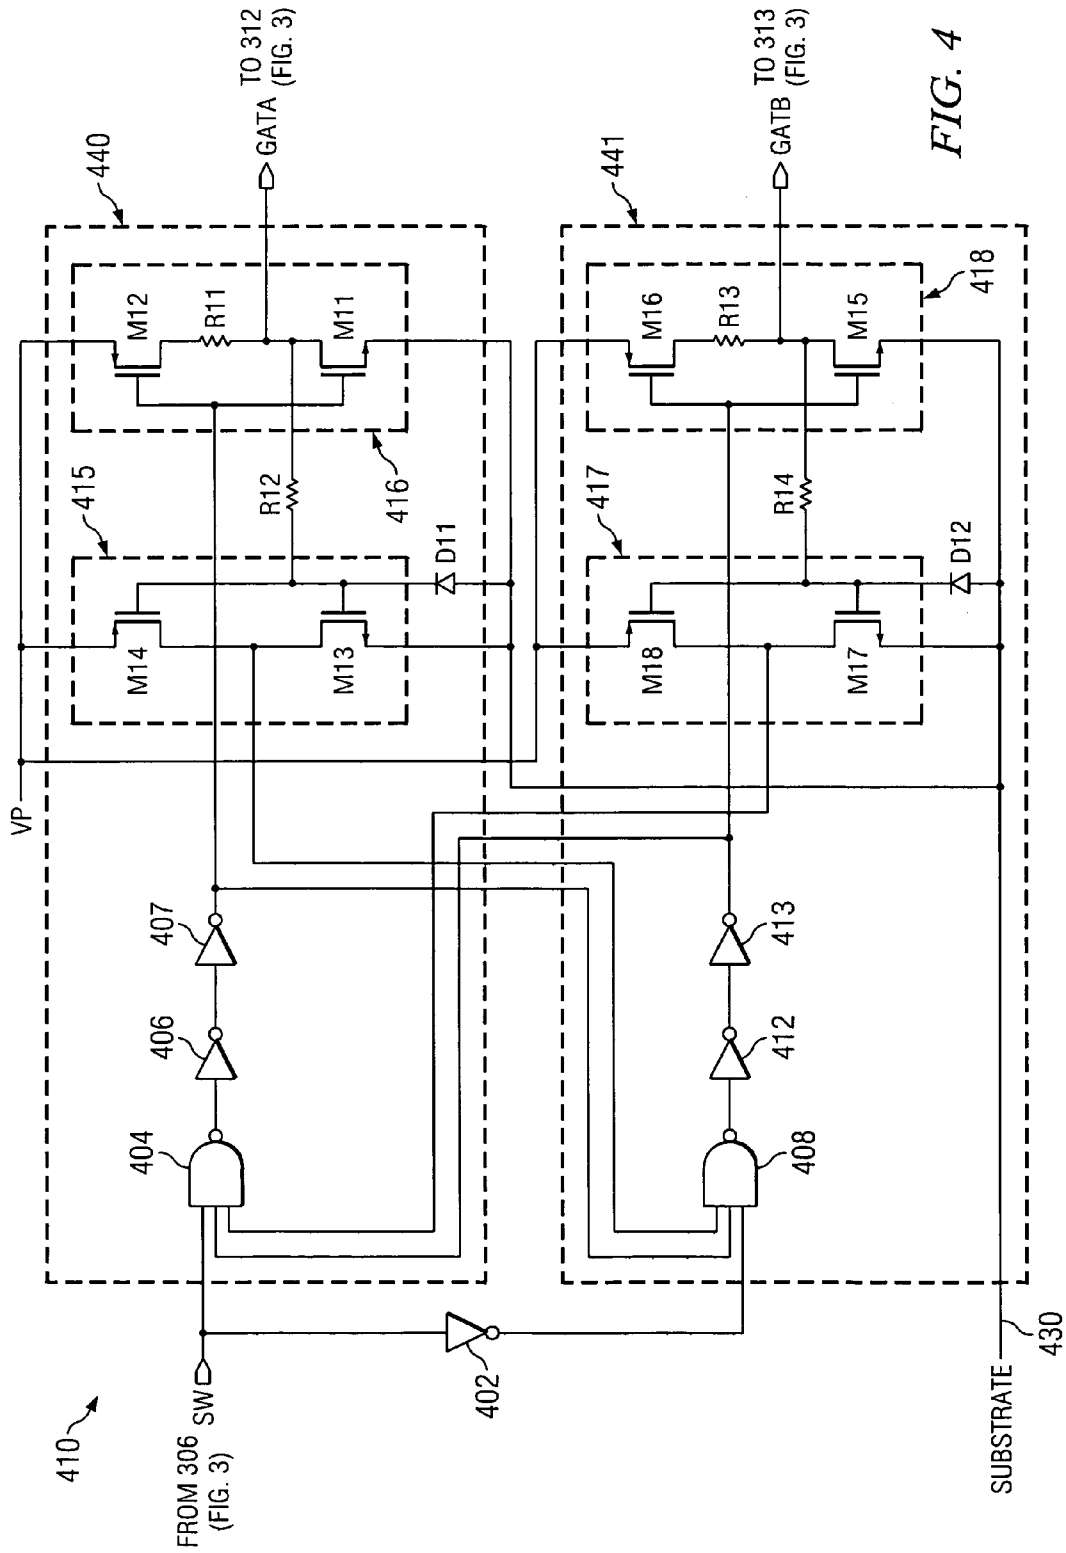 410
FROM 306
(FIG. 3)
SW
402
404
406
407
VP
415
M14
M13
R12
D11
416
M12
R11
M11
440
GATA
TO 312
(FIG. 3)
408
412
413
417
M18
M17
R14
D12
418
M16
R13
M15
441
GATB
TO 313
(FIG. 3)
SUBSTRATE
430
FIG. 4